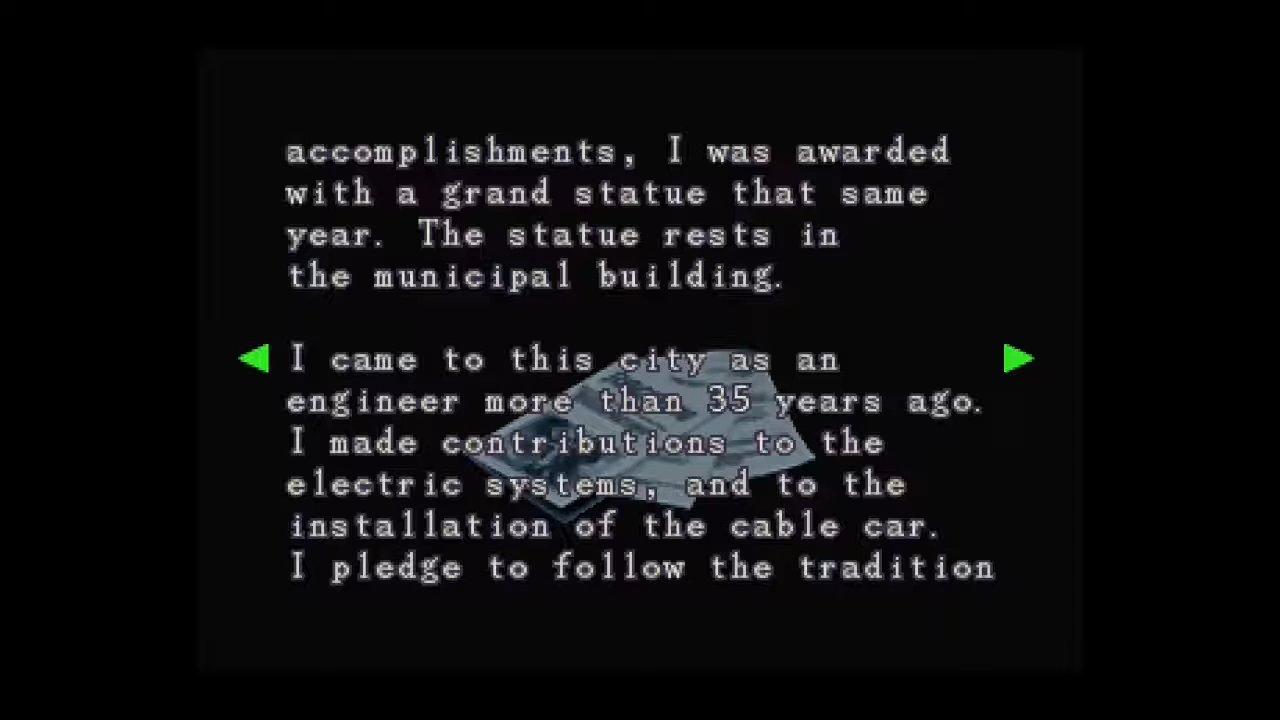 accomplishments, I was awarded
with a grand statue that same
year. The statue rests in
the municipal building.
I came to this city as an
engineer more than 35 years ago.
I made contributions to the
electric systems, and to the
installation of the cable car.
I pledge to follow the tradition